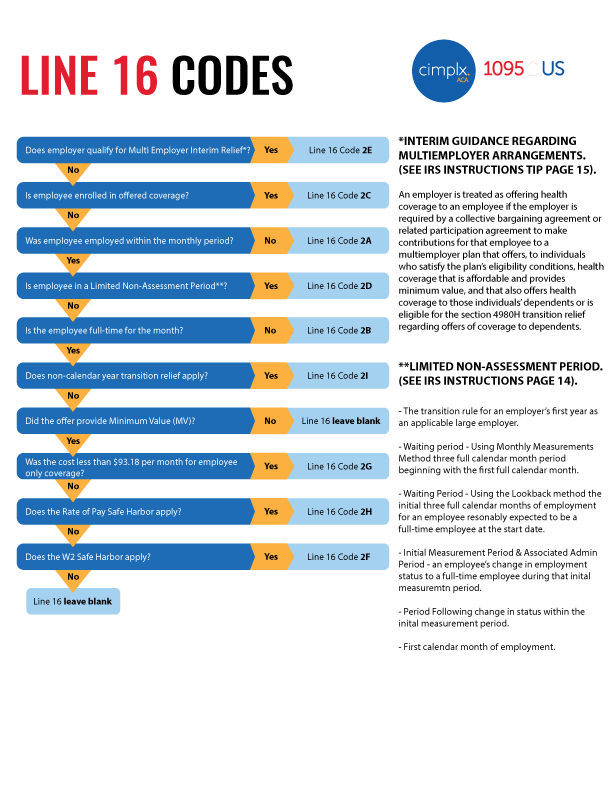 LINE 16 CODES
cimplx.
ACA
1095 US
Does employer qualify for Multi Employer Interim Relief*?
Yes
Line 16 Code 2E
No
Is employee enrolled in offered coverage?
Yes
Line 16 Code 2C
No
Was employee employed within the monthly period?
No
Line 16 Code 2A
Yes
Is employee in a Limited Non-Assessment Period**?
Yes
Line 16 Code 2D
No
Is the employee full-time for the month?
No
Line 16 Code 2B
Yes
Does non-calendar year transition relief apply?
Yes
Line 16 Code 2I
No
Did the offer provide Minimum Value (MV)?
No
Line 16 leave blank
Yes
Was the cost less than $93.18 per month for employee
only coverage?
Yes
Line 16 Code 2G
No
Does the Rate of Pay Safe Harbor apply?
Yes
Line 16 Code 2H
No
Does the W2 Safe Harbor apply?
Yes
Line 16 Code 2F
No
Line 16 leave blank
*INTERIM GUIDANCE REGARDING
MULTIEMPLOYER ARRANGEMENTS.
(SEE IRS INSTRUCTIONS TIP PAGE 15).
An employer is treated as offering health
coverage to an employee if the employer is
required by a collective bargaining agreement or
related participation agreement to make
contributions for that employee to a
multiemployer plan that offers, to individuals
who satisfy the plan's eligibility conditions, health
coverage that is affordable and provides
minimum value, and that also offers health
coverage to those individuals' dependents or is
eligible for the section 4980H transition relief
regarding offers of coverage to dependents.
**LIMITED NON-ASSESSMENT PERIOD.
(SEE IRS INSTRUCTIONS PAGE 14).
- The transition rule for an employer's first year as
an applicable large employer.
- Waiting period - Using Monthly Measurements
Method three full calendar month period
beginning with the first full calendar month.
- Waiting Period - Using the Lookback method the
initial three full calendar months of employment
for an employee resonably expected to be a
full-time employee at the start date.
- Initial Measurement Period & Associated Admin
Period - an employee's change in employment
status to a full-time employee during that inital
measuremtn period.
- Period Following change in status within the
inital measurement period.
- First calendar month of employment.